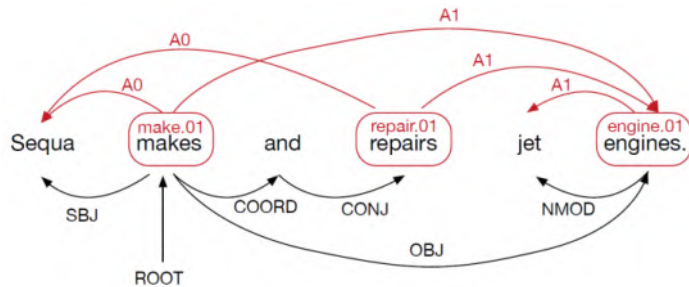 A1
A0
A0
A1
A1
make.01
repair.01
engine.01
Sequa makes and repairs jet engines.
SBJ
COORD
CONJ
NMOD
OBJ
ROOT